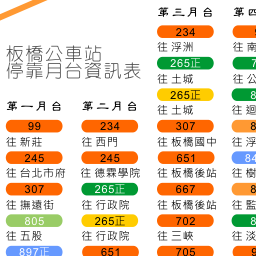 板橋公車站
停靠月台資訊表
第一月台
99
往 新莊
245
往 台北市府
307
往 撫遠街
805
往 五股
897正
第二月台
234
往 西門
245
往 德霖學院
265正
往 行政院
265正
往 行政院
651
第三月台
234
往 浮洲
265正
往 土城
265正
往 土城
307
往 板橋國中
651
往 板橋後站
667
往 板橋後站
702
往 三峽
705
第四
往 南
往 公
往 迴
往 浮
往 樹
往 監
往 淡